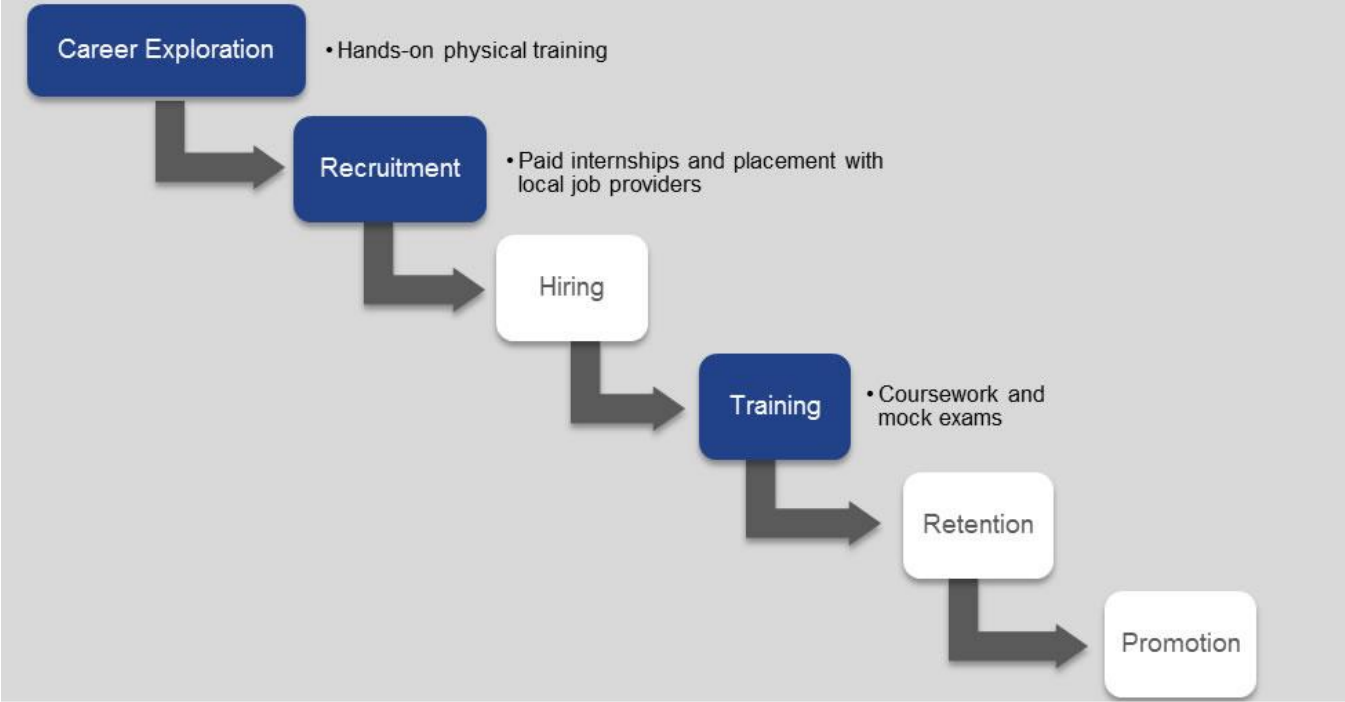 Career Exploration
• Hands-on physical training
Recruitment
• Paid internships and placement with
local job providers
Hiring
Training
• Coursework and
mock exams
Retention
Promotion